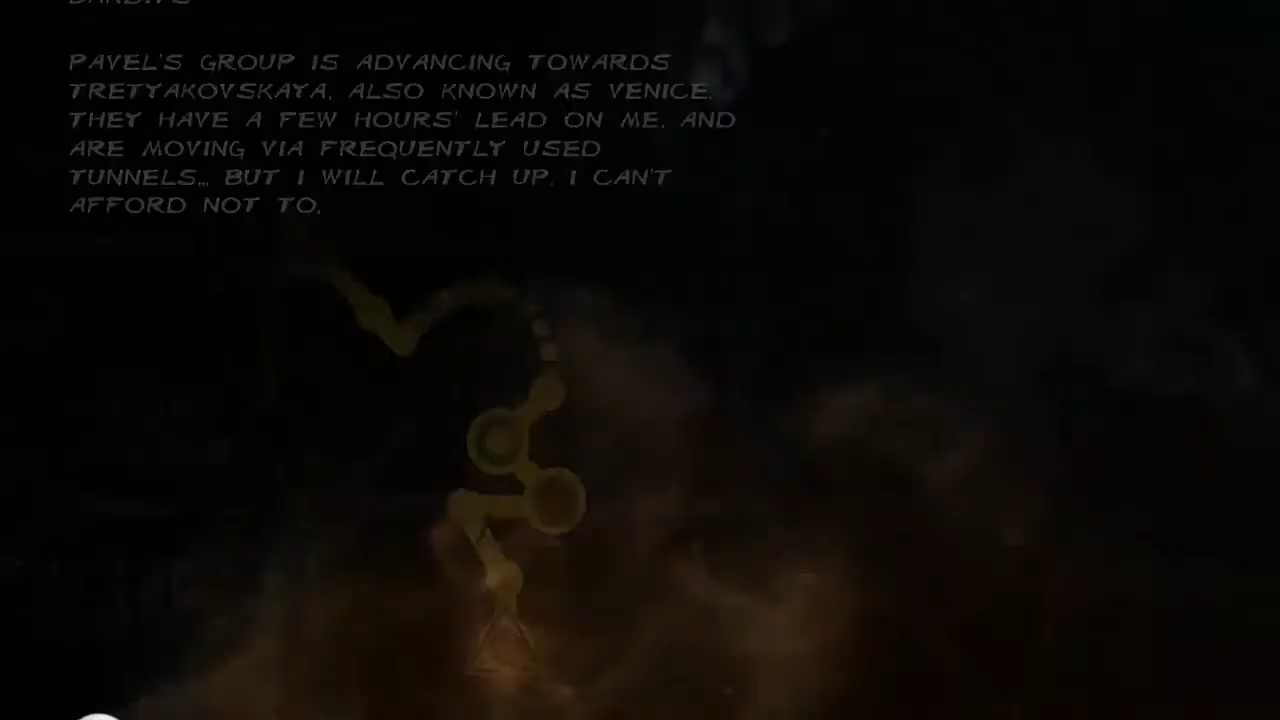 PAVEL'S GROUP IS ADVANCING TOWARDS
TRETYAKOVSKAYA, ALSO KNOWN AS VENICE.
THEY HAVE A FEW HOURS' LEAD ON ME, AND
ARE MOVING VIA FREQUENTLY USED
TUNNELS... BUT I WILL CATCH UP. I CAN'T
AFFORD NOT TO.